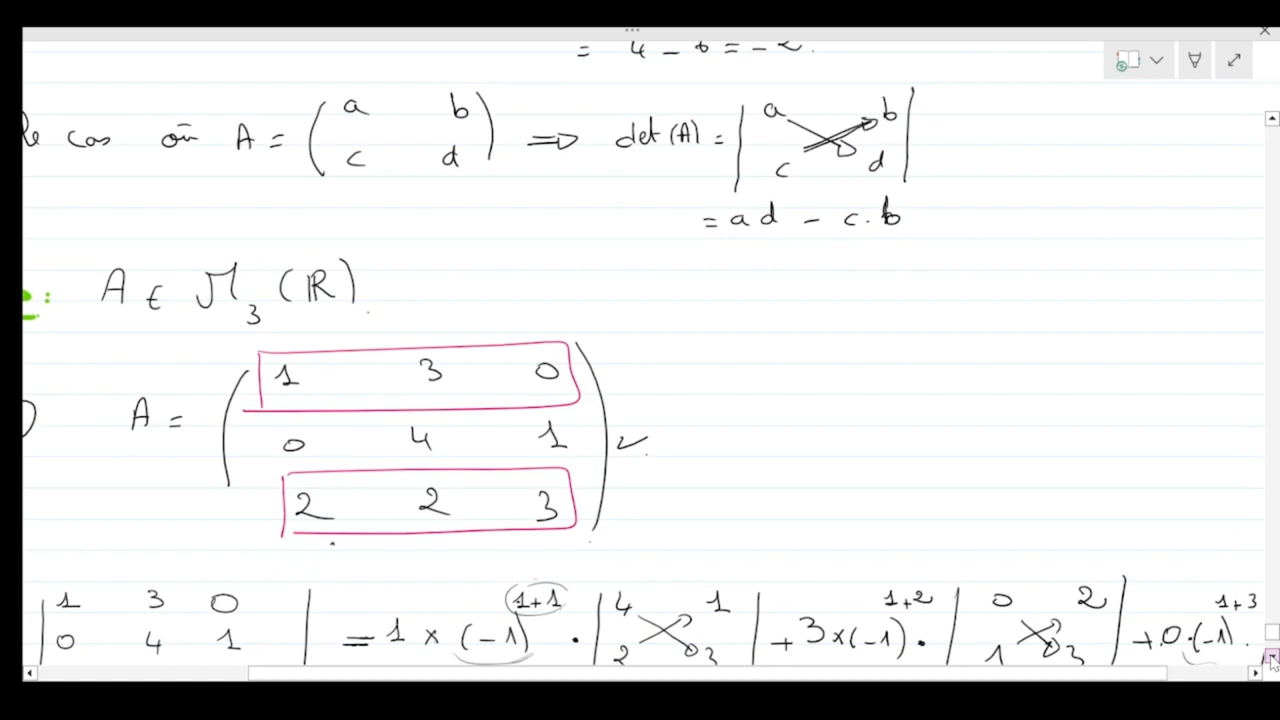 = 4 - 6 = -2.
le cas où A = ( a b ⟹ det(A) = | a b |
c d ) c d
= ad - c.b
A ∈ M₃(ℝ).
1 3 0
A = ( 0 4 1 ) ✓.
2 2 3
| 1 3 0 | = 1 × (-1)^{1+1} · | 4 1 | + 3×(-1)^{1+2} · | 0 2 | + 0·(-1)^{1+3} ·
0 4 1 2 3 1 3